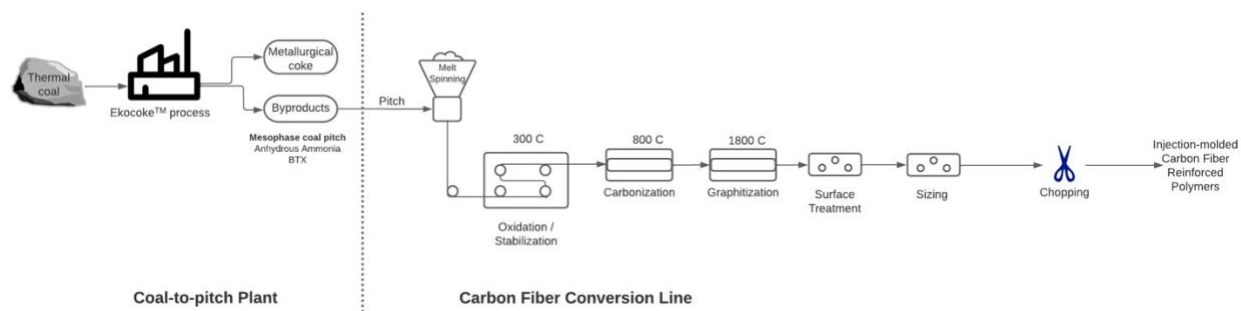 Thermal
coal
Ekocoke™ process
Metallurgical
coke
Byproducts
Mesophase coal pitch
Anhydrous Ammonia
BTX
Pitch
Melt
Spinning
300 C
Oxidation /
Stabilization
800 C
Carbonization
1800 C
Graphitization
Surface
Treatment
Sizing
Chopping
Injection-molded
Carbon Fiber
Reinforced
Polymers
Coal-to-pitch Plant
Carbon Fiber Conversion Line